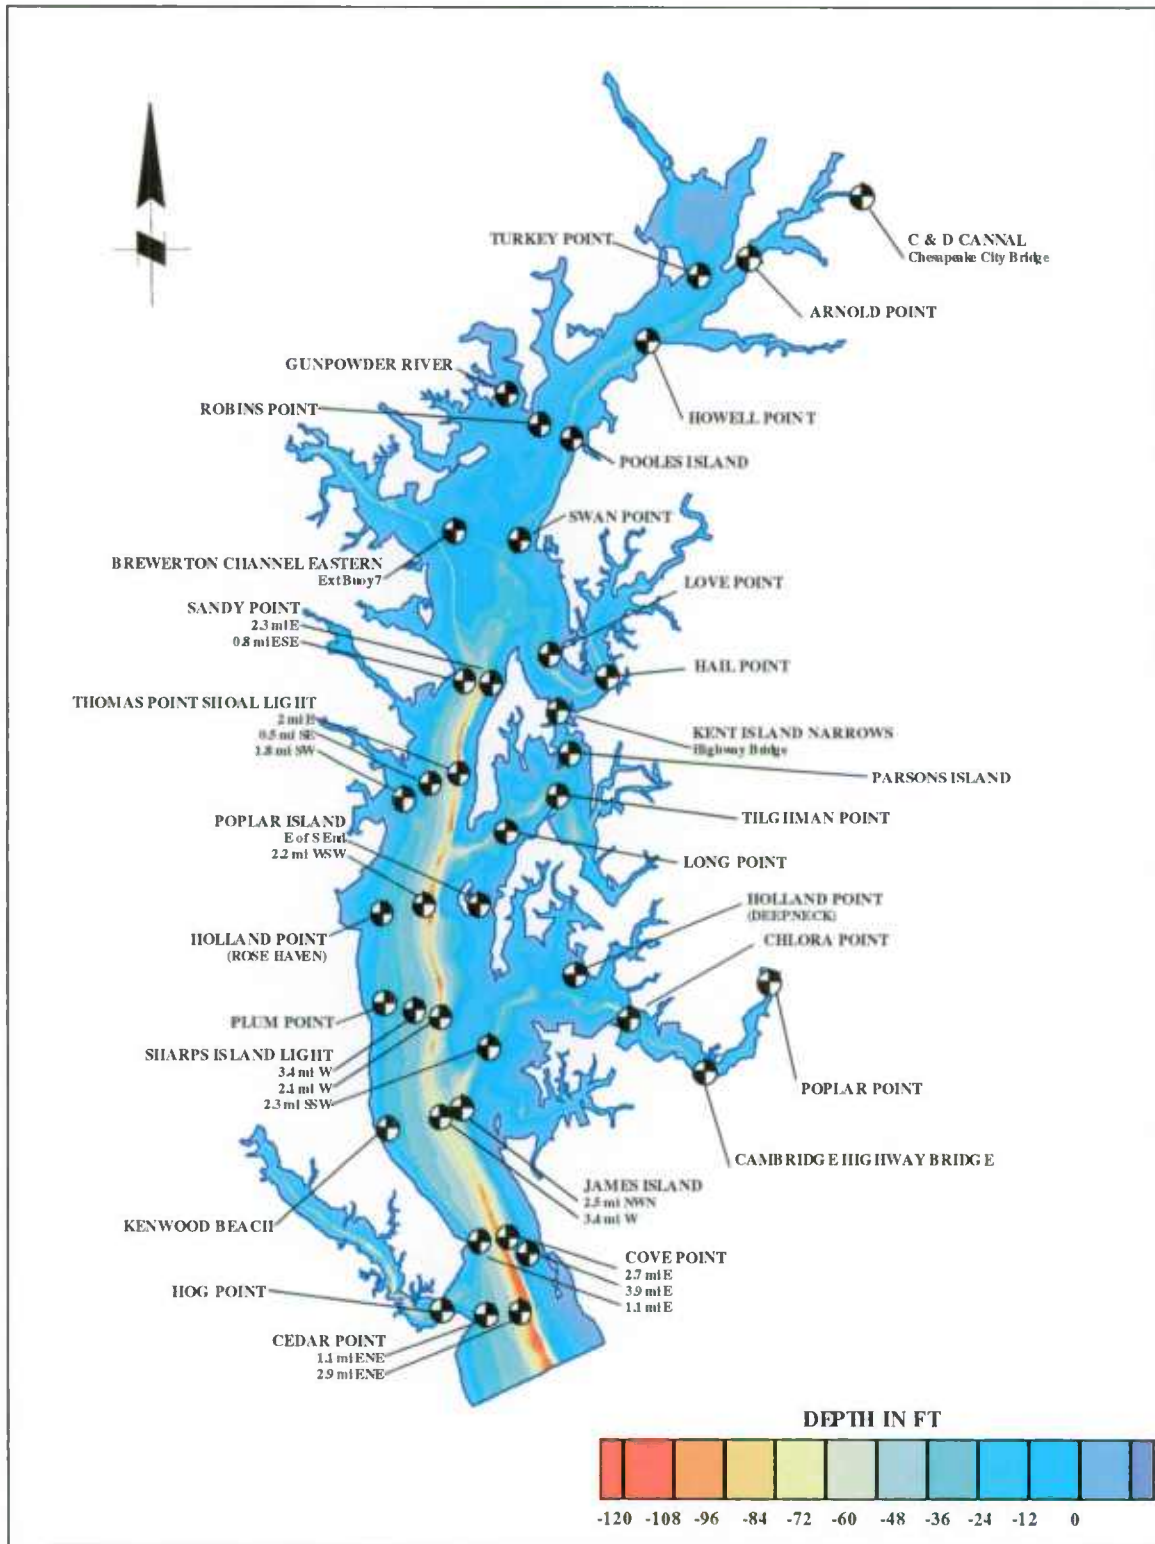 TURKEY POINT
C & D CANNAL
Chesapeake City Bridge
ARNOLD POINT
GUNPOWDER RIVER
ROBINS POINT
HOWELL POINT
POOLES ISLAND
SWAN POINT
BREWERTON CHANNEL EASTERN
Ext Buoy 7
LOVE POINT
SANDY POINT
2.3 mi E
0.8 mi ESE
HAIL POINT
THOMAS POINT SHOAL LIGHT
2 mi E
0.5 mi SE
1.8 mi SW
KENT ISLAND NARROWS
Highway Bridge
PARSONS ISLAND
POPLAR ISLAND
E of S End
2.2 mi WSW
TILGHMAN POINT
LONG POINT
HOLLAND POINT
(DEEPNECK)
HOLLAND POINT
(ROSE HAVEN)
CHLORA POINT
PLUM POINT
SHARPS ISLAND LIGHT
3.4 mi W
2.1 mi W
2.3 mi SSW
POPLAR POINT
CAMBRIDGE HIGHWAY BRIDGE
JAMES ISLAND
2.5 mi NWN
3.4 mi W
KENWOOD BEACH
COVE POINT
2.7 mi E
3.9 mi E
1.1 mi E
HOG POINT
CEDAR POINT
1.1 mi ENE
2.9 mi ENE
DEPTH IN FT
-120 -108 -96 -84 -72 -60 -48 -36 -24 -12 0